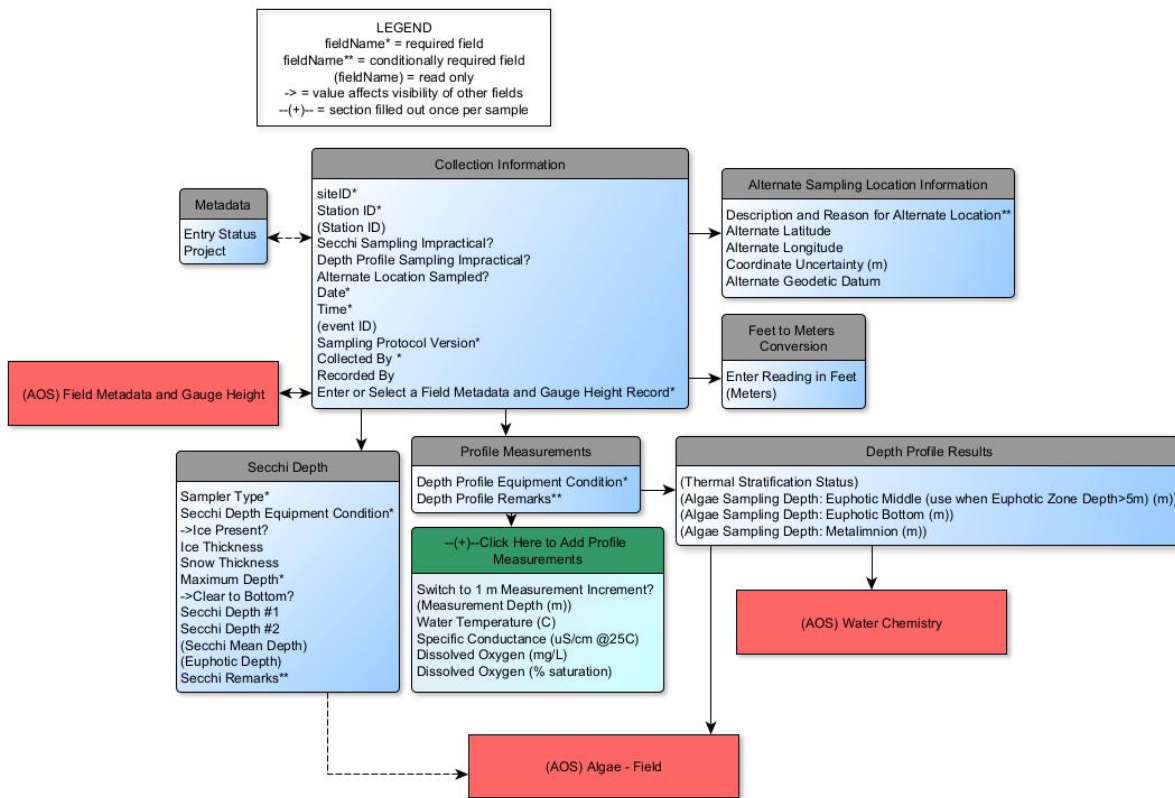 LEGEND
fieldName* = required field
fieldName** = conditionally required field
(fieldName) = read only
-> = value affects visibility of other fields
--(+)-- = section filled out once per sample
Collection Information
siteID*
Station ID*
(Station ID)
Secchi Sampling Impractical?
Depth Profile Sampling Impractical?
Alternate Location Sampled?
Date*
Time*
(event ID)
Sampling Protocol Version*
Collected By *
Recorded By
Enter or Select a Field Metadata and Gauge Height Record*
Metadata
Entry Status
Project
Alternate Sampling Location Information
Description and Reason for Alternate Location**
Alternate Latitude
Alternate Longitude
Coordinate Uncertainty (m)
Alternate Geodetic Datum
Feet to Meters
Conversion
Enter Reading in Feet
(Meters)
(AOS) Field Metadata and Gauge Height
Secchi Depth
Sampler Type*
Secchi Depth Equipment Condition*
->Ice Present?
Ice Thickness
Snow Thickness
Maximum Depth*
->Clear to Bottom?
Secchi Depth #1
Secchi Depth #2
(Secchi Mean Depth)
(Euphotic Depth)
Secchi Remarks**
Profile Measurements
Depth Profile Equipment Condition*
Depth Profile Remarks**
--(+)--Click Here to Add Profile
Measurements
Switch to 1 m Measurement Increment?
(Measurement Depth (m))
Water Temperature (C)
Specific Conductance (uS/cm @25C)
Dissolved Oxygen (mg/L)
Dissolved Oxygen (% saturation)
Depth Profile Results
(Thermal Stratification Status)
(Algae Sampling Depth: Euphotic Middle (use when Euphotic Zone Depth>5m) (m))
(Algae Sampling Depth: Euphotic Bottom (m))
(Algae Sampling Depth: Metalimnion (m))
(AOS) Water Chemistry
(AOS) Algae - Field